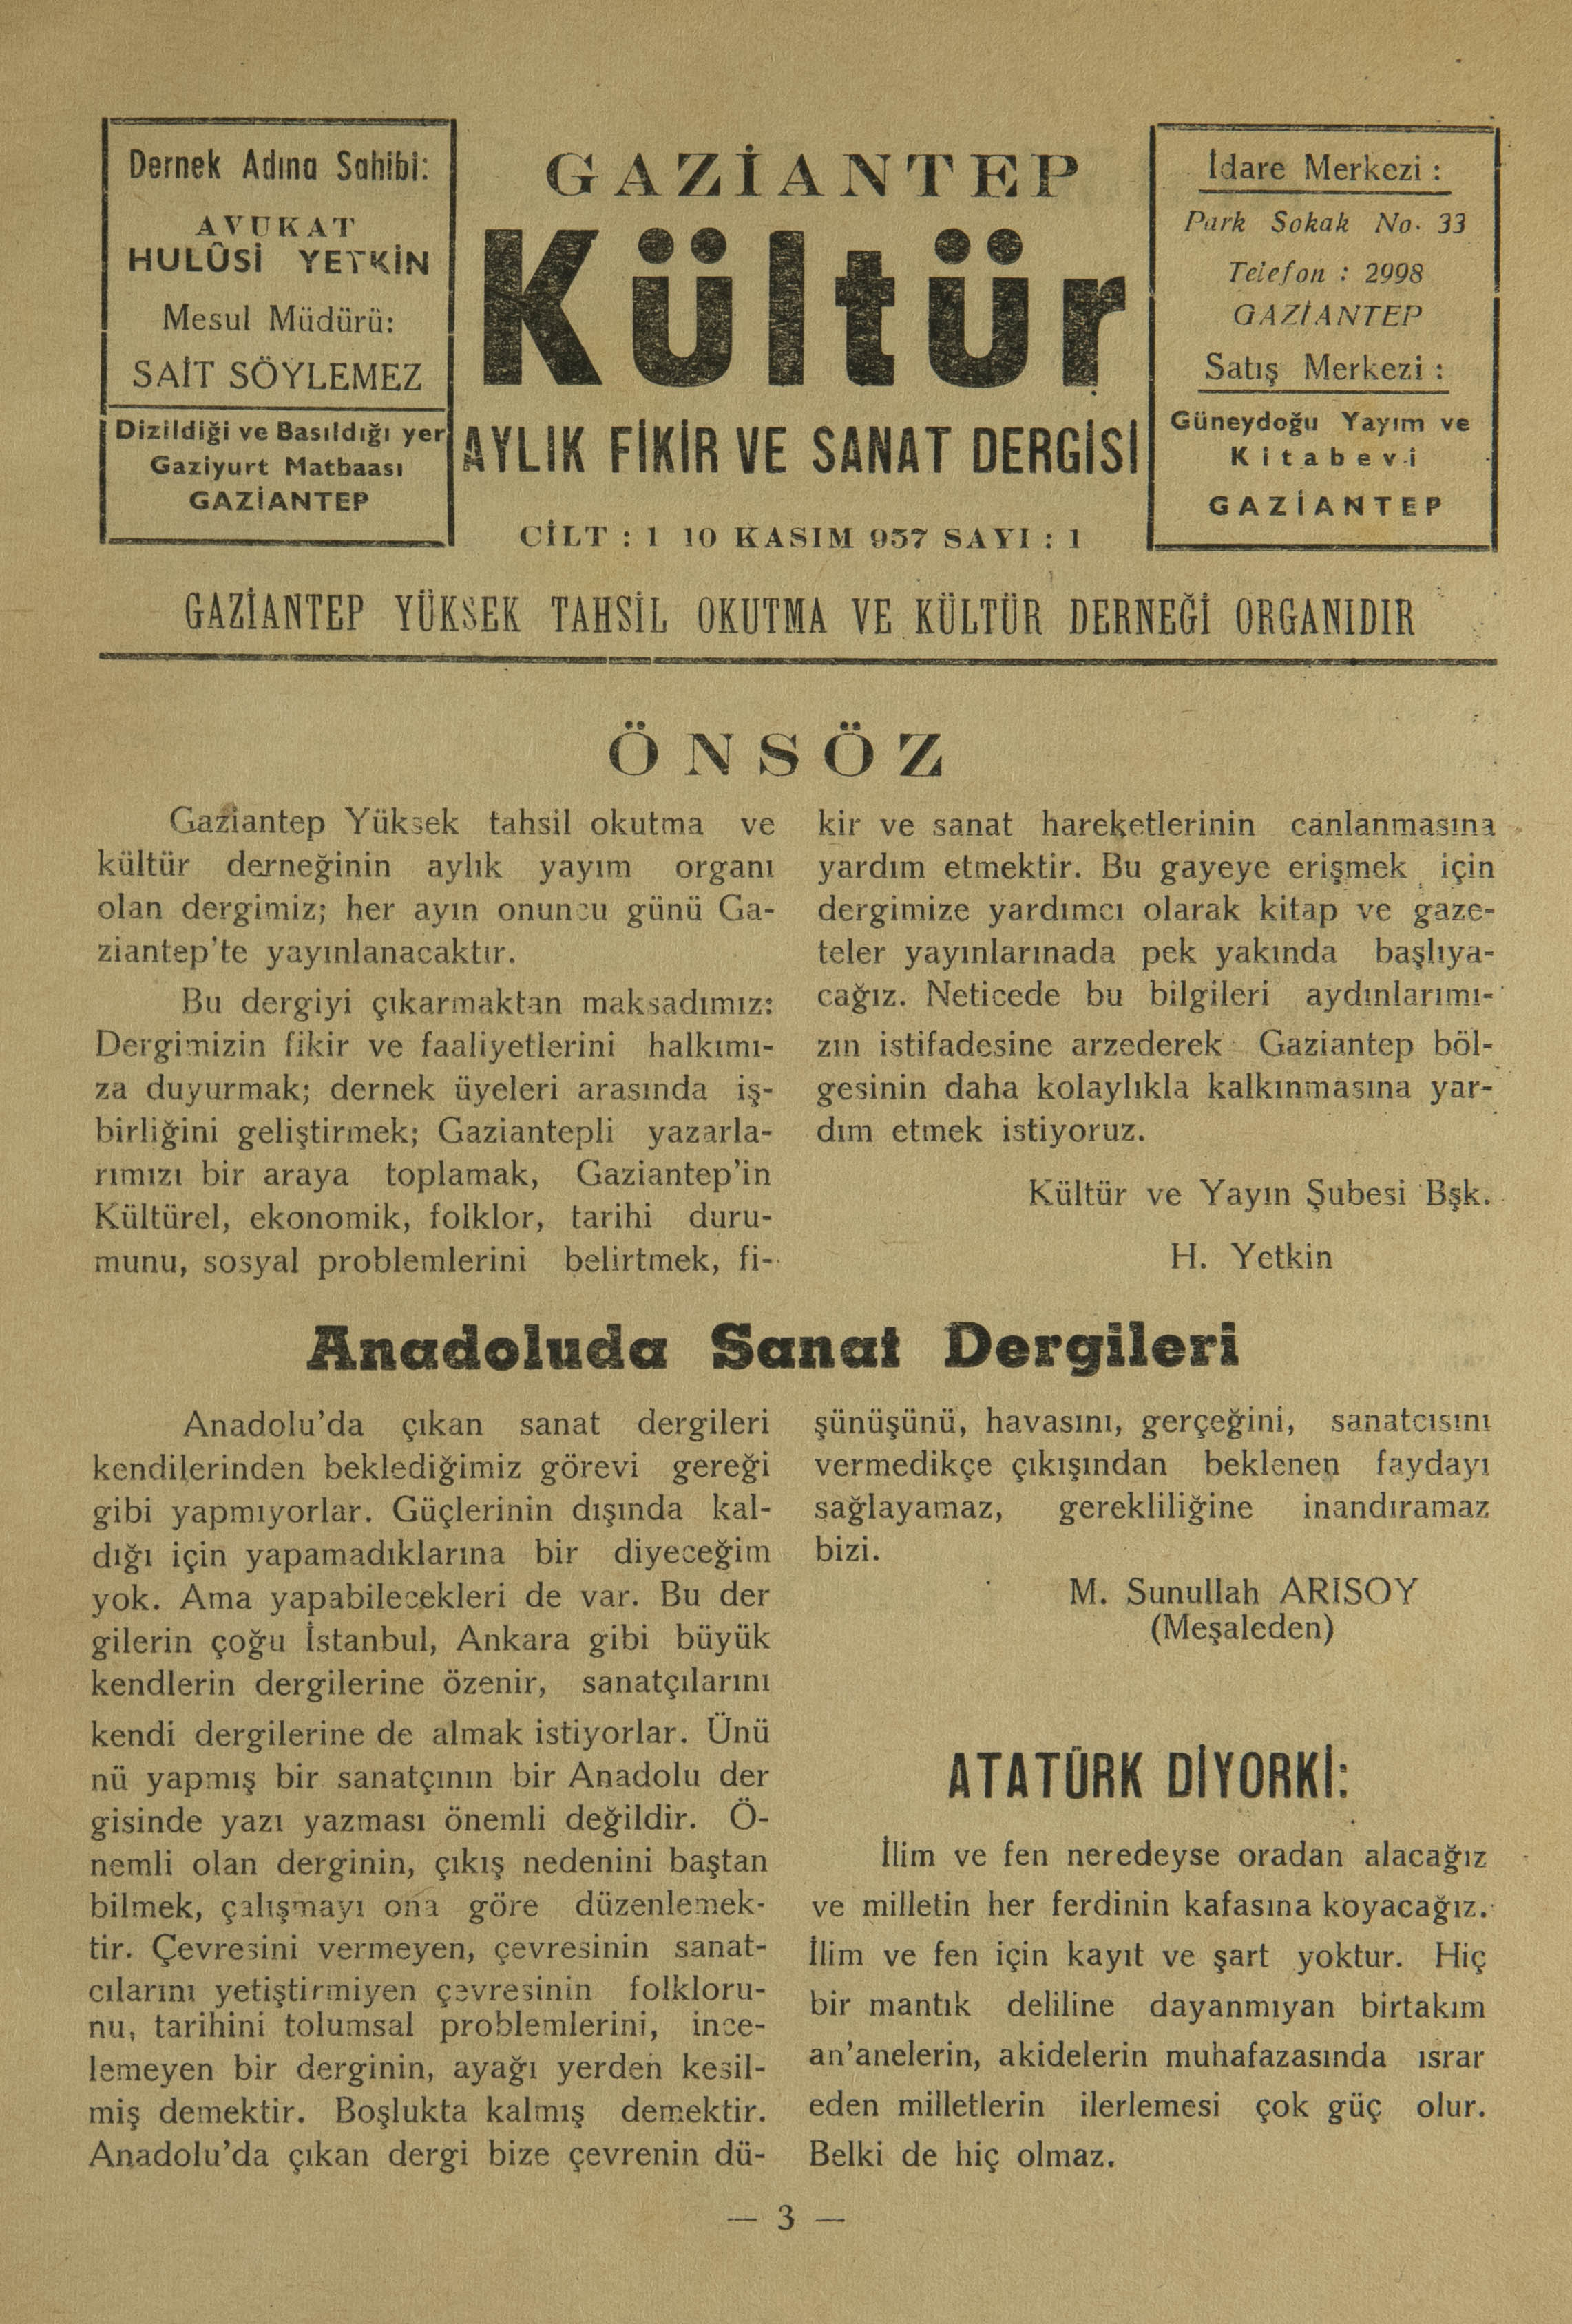 Dernek Adına Sahibi:
AVUKAT
HULÛSİ YETKİN
Mesul Müdürü:
SAİT SÖYLEMEZ
Dizildiği ve Basıldığı yer
Gaziyurt Matbaası
GAZİANTEP
GAZİANTEP
Kültür
AYLIK FİKİR VE SANAT DERGİSİ
CİLT : 1 10 KASIM 957 SAYI : 1
İdare Merkezi :
Park Sokak No. 33
Telefon : 2998
GAZİANTEP
Satış Merkezi :
Güneydoğu Yayım ve
Kitabevi
GAZİANTEP
GAZİANTEP YÜKSEK TAHSİL OKUTMA VE KÜLTÜR DERNEĞİ ORGANIDIR
ÖNSÖZ
Gaziantep Yüksek tahsil okutma ve
kültür derneğinin aylık yayım organı
olan dergimiz; her ayın onuncu günü Ga-
ziantep'te yayınlanacaktır.
Bu dergiyi çıkarmaktan maksadımız:
Dergimizin fikir ve faaliyetlerini halkımı-
za duyurmak; dernek üyeleri arasında iş-
birliğini geliştirmek; Gaziantepli yazarla-
rımızı bir araya toplamak, Gaziantep'in
Kültürel, ekonomik, folklor, tarihi duru-
munu, sosyal problemlerini belirtmek, fi-
kir ve sanat hareketlerinin canlanmasına
yardım etmektir. Bu gayeye erişmek için
dergimize yardımcı olarak kitap ve gaze-
teler yayınlarınada pek yakında başlıya-
cağız. Neticede bu bilgileri aydınlarımı-
zın istifadesine arzederek Gaziantep böl-
gesinin daha kolaylıkla kalkınmasına yar-
dım etmek istiyoruz.
Kültür ve Yayın Şubesi Bşk.
H. Yetkin
Anadoluda Sanat Dergileri
Anadolu'da çıkan sanat dergileri
kendilerinden beklediğimiz görevi gereği
gibi yapmıyorlar. Güçlerinin dışında kal-
dığı için yapamadıklarına bir diyeceğim
yok. Ama yapabilecekleri de var. Bu der
gilerin çoğu İstanbul, Ankara gibi büyük
kendlerin dergilerine özenir, sanatçılarını
kendi dergilerine de almak istiyorlar. Ünü
nü yapmış bir sanatçının bir Anadolu der
gisinde yazı yazması önemli değildir. Ö-
nemli olan derginin, çıkış nedenini baştan
bilmek, çalışmayı ona göre düzenlemek-
tir. Çevresini vermeyen, çevresinin sanat-
cılarını yetiştirmiyen çevresinin folkloru-
nu, tarihini tolumsal problemlerini, ince-
lemeyen bir derginin, ayağı yerden kesil-
miş demektir. Boşlukta kalmış demektir.
Anadolu'da çıkan dergi bize çevrenin dü-
şünüşünü, havasını, gerçeğini, sanatcısını
vermedikçe çıkışından beklenen faydayı
sağlayamaz, gerekliliğine inandıramaz
bizi.
M. Sunullah ARISOY
(Meşaleden)
ATATÜRK DİYORKİ:
İlim ve fen neredeyse oradan alacağız
ve milletin her ferdinin kafasına koyacağız.
İlim ve fen için kayıt ve şart yoktur. Hiç
bir mantık deliline dayanmıyan birtakım
an'anelerin, akidelerin muhafazasında ısrar
eden milletlerin ilerlemesi çok güç olur.
Belki de hiç olmaz.
— 3 —